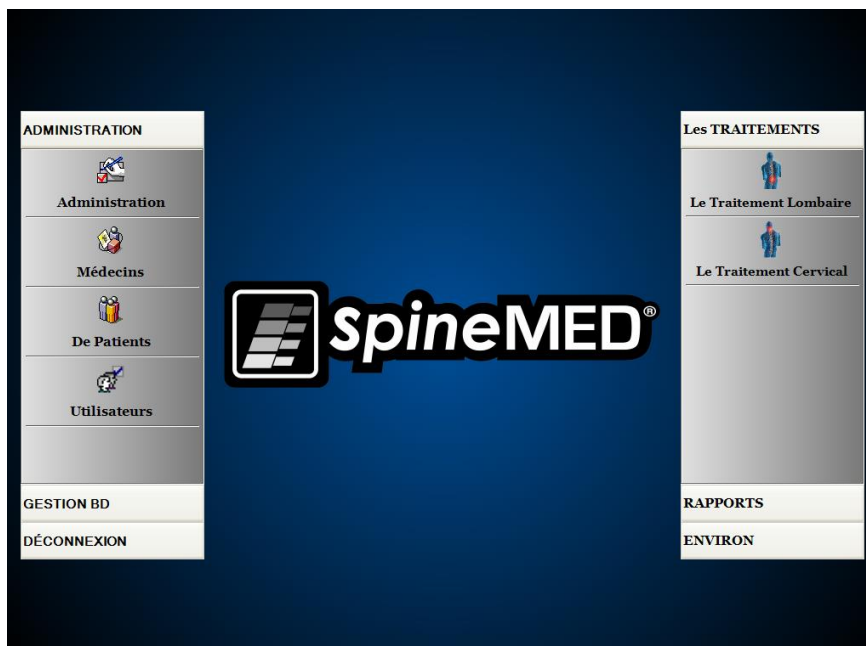 ADMINISTRATION
Administration
Médecins
De Patients
Utilisateurs
GESTION BD
DÉCONNEXION
SpineMED®
Les TRAITEMENTS
Le Traitement Lombaire
Le Traitement Cervical
RAPPORTS
ENVIRON